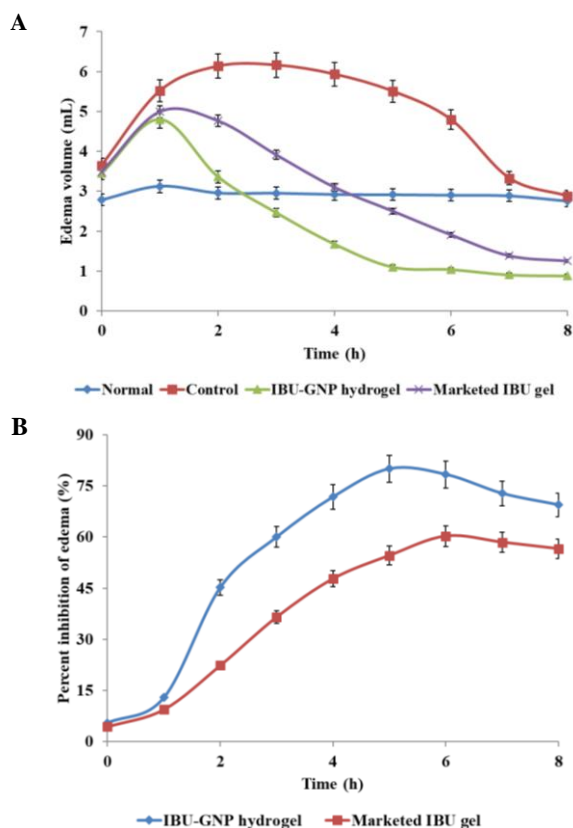 A
7
6
5
4
3
2
1
0
Edema volume (mL)
0 2 4 6 8
Time (h)
Normal Control IBU-GNP hydrogel Marketed IBU gel
B
90
75
60
45
30
15
0
Percent inhibition of edema (%)
0 2 4 6 8
Time (h)
IBU-GNP hydrogel Marketed IBU gel